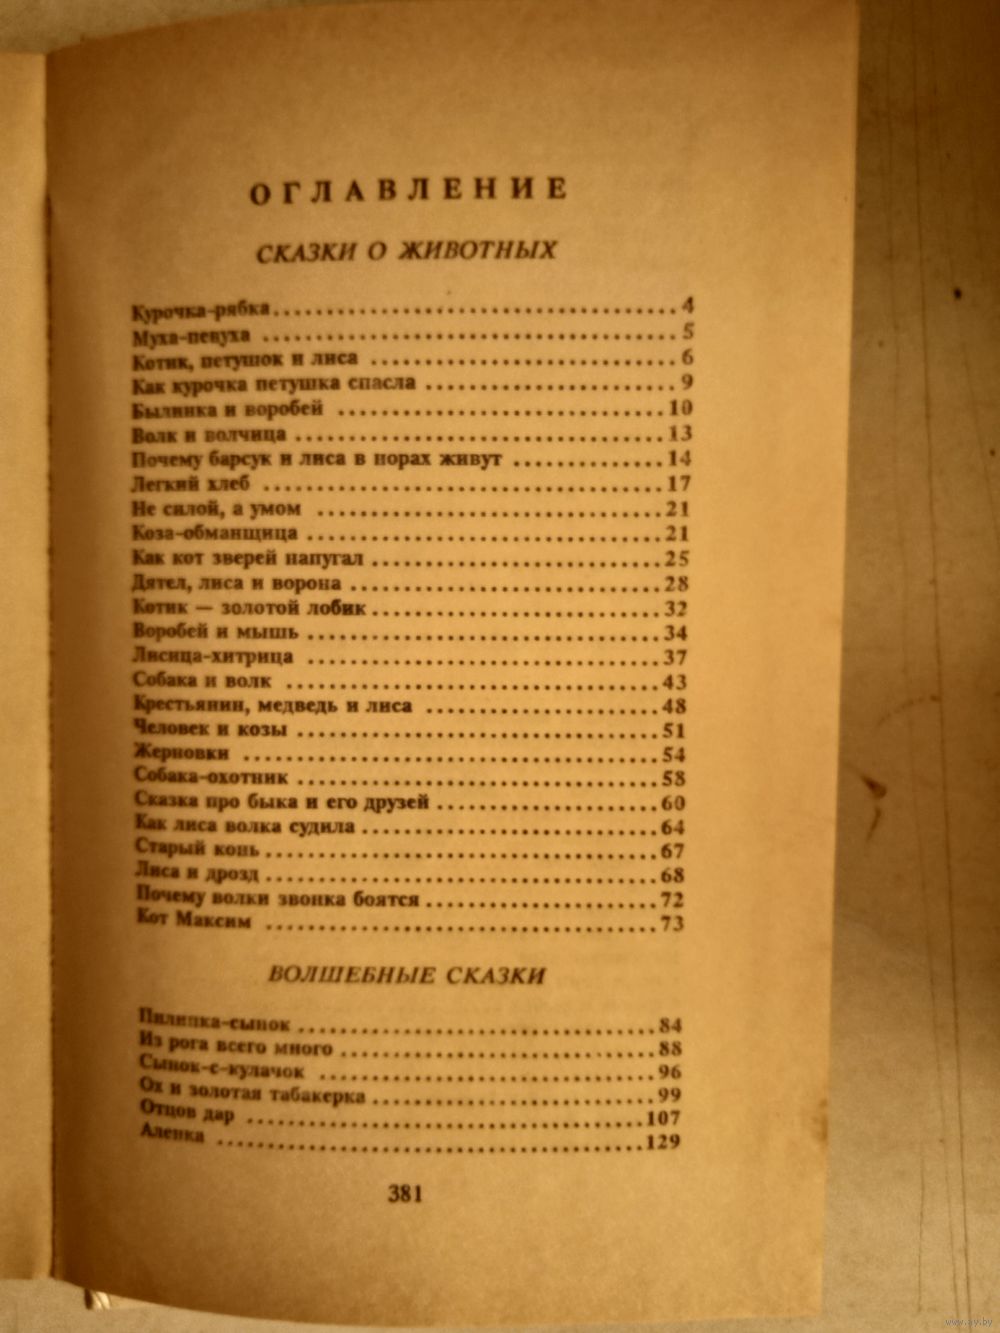 ОГЛАВЛЕНИЕ
СКАЗКИ О ЖИВОТНЫХ
Курочка-рябка 4
Муха-певуха 5
Котик, петушок и лиса 6
Как курочка петушка спасла 9
Былинка и воробей 10
Волк и волчица 13
Почему барсук и лиса в норах живут 14
Легкий хлеб 17
Не силой, а умом 21
Коза-обманщица 21
Как кот зверей напугал 25
Дятел, лиса и ворона 28
Котик — золотой лобик 32
Воробей и мышь 34
Лисица-хитрица 37
Собака и волк 43
Крестьянин, медведь и лиса 48
Человек и козы 51
Жерновки 54
Собака-охотник 58
Сказка про быка и его друзей 60
Как лиса волка судила 64
Старый конь 67
Лиса и дрозд 68
Почему волки звонка боятся 72
Кот Максим 73
ВОЛШЕБНЫЕ СКАЗКИ
Пилипка-сынок 84
Из рога всего много 88
Сынок-с-кулачок 96
Ох и золотая табакерка 99
Отцов дар 107
Аленка 129
381
www.ay.by